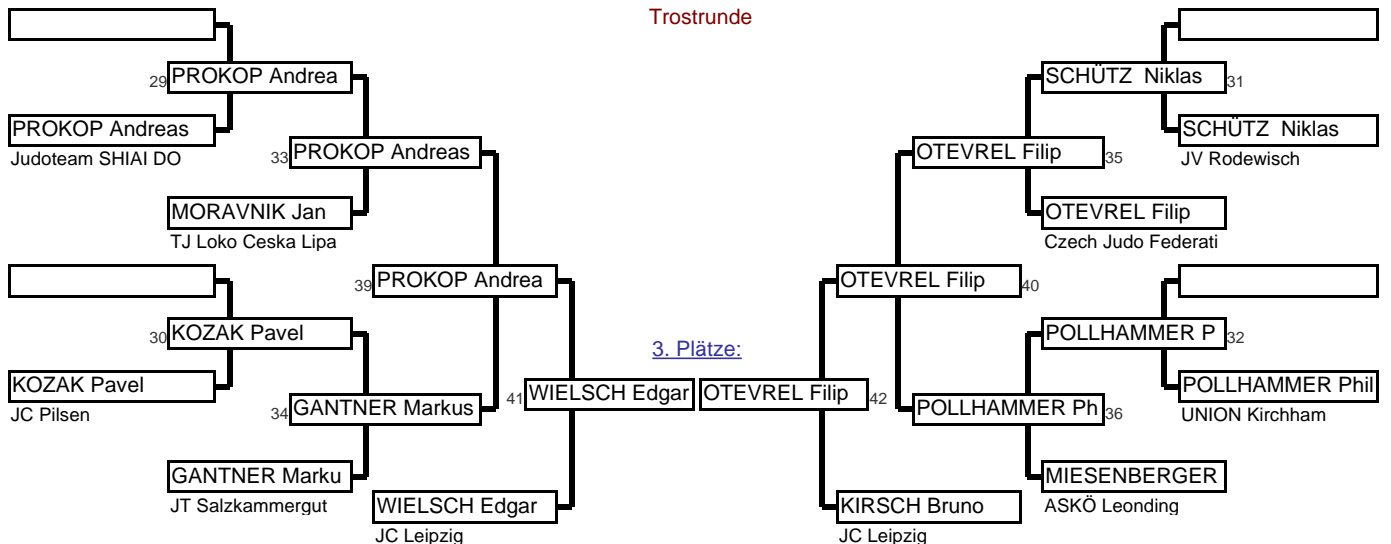 Trostrunde
29
PROKOP Andrea
SCHÜTZ Niklas
31
PROKOP Andreas
Judoteam SHIAI DO
SCHÜTZ Niklas
JV Rodewisch
33
PROKOP Andreas
OTEVREL Filip
35
MORAVNIK Jan
TJ Loko Ceska Lipa
OTEVREL Filip
Czech Judo Federati
39
PROKOP Andrea
OTEVREL Filip
40
30
KOZAK Pavel
POLLHAMMER P
32
3. Plätze:
KOZAK Pavel
JC Pilsen
41
WIELSCH Edgar
OTEVREL Filip
42
POLLHAMMER Phil
UNION Kirchham
34
GANTNER Markus
POLLHAMMER Ph
36
GANTNER Marku
JT Salzkammergut
MIESENBERGER
ASKÖ Leonding
WIELSCH Edgar
JC Leipzig
KIRSCH Bruno
JC Leipzig